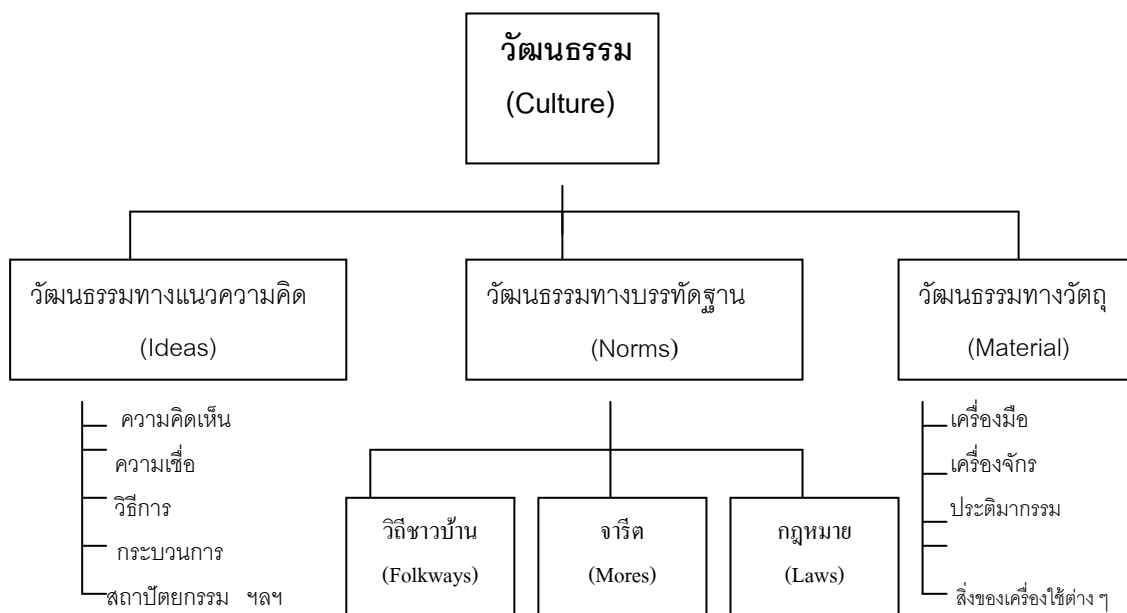 วัฒนธรรม
(Culture)
วัฒนธรรมทางแนวความคิด
(Ideas)
วัฒนธรรมทางบรรทัดฐาน
(Norms)
วัฒนธรรมทางวัตถุ
(Material)
ความคิดเห็น
ความเชื่อ
วิธีการ
กระบวนการ
สถาปัตยกรรม ฯลฯ
วิถีชาวบ้าน
(Folkways)
จารีต
(Mores)
กฎหมาย
(Laws)
เครื่องมือ
เครื่องจักร
ประติมากรรม
สิ่งของเครื่องใช้ต่าง ๆ